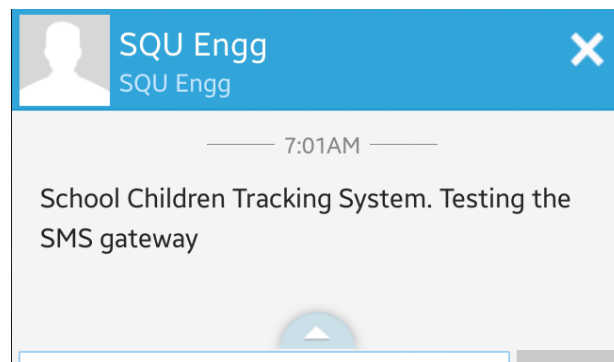 SQU Engg
SQU Engg
7:01AM
School Children Tracking System. Testing the
SMS gateway